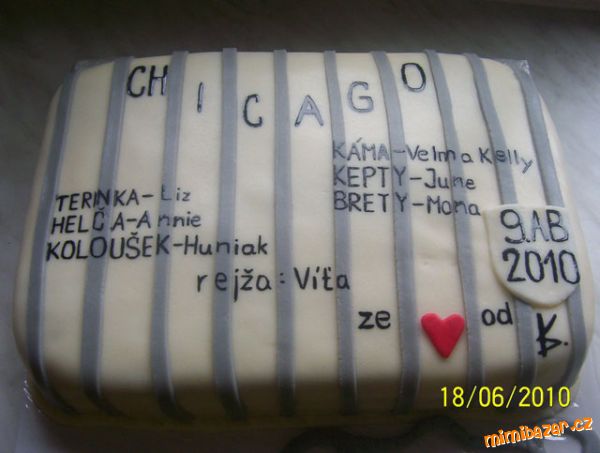 CHICAGO
KÁMA-Velma Kelly
KEPTY-June
BRETY-Mona
TERINKA-Liz
HELČA-Annie
KOLOUŠEK-Huniak
9.AB
2010
rejža: Víťa
ze od K.
18/06/2010
mimibazar.cz